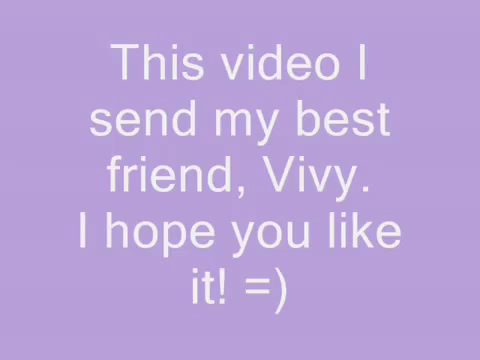 This video I
send my best
friend, Vivy.
I hope you like
it! =)